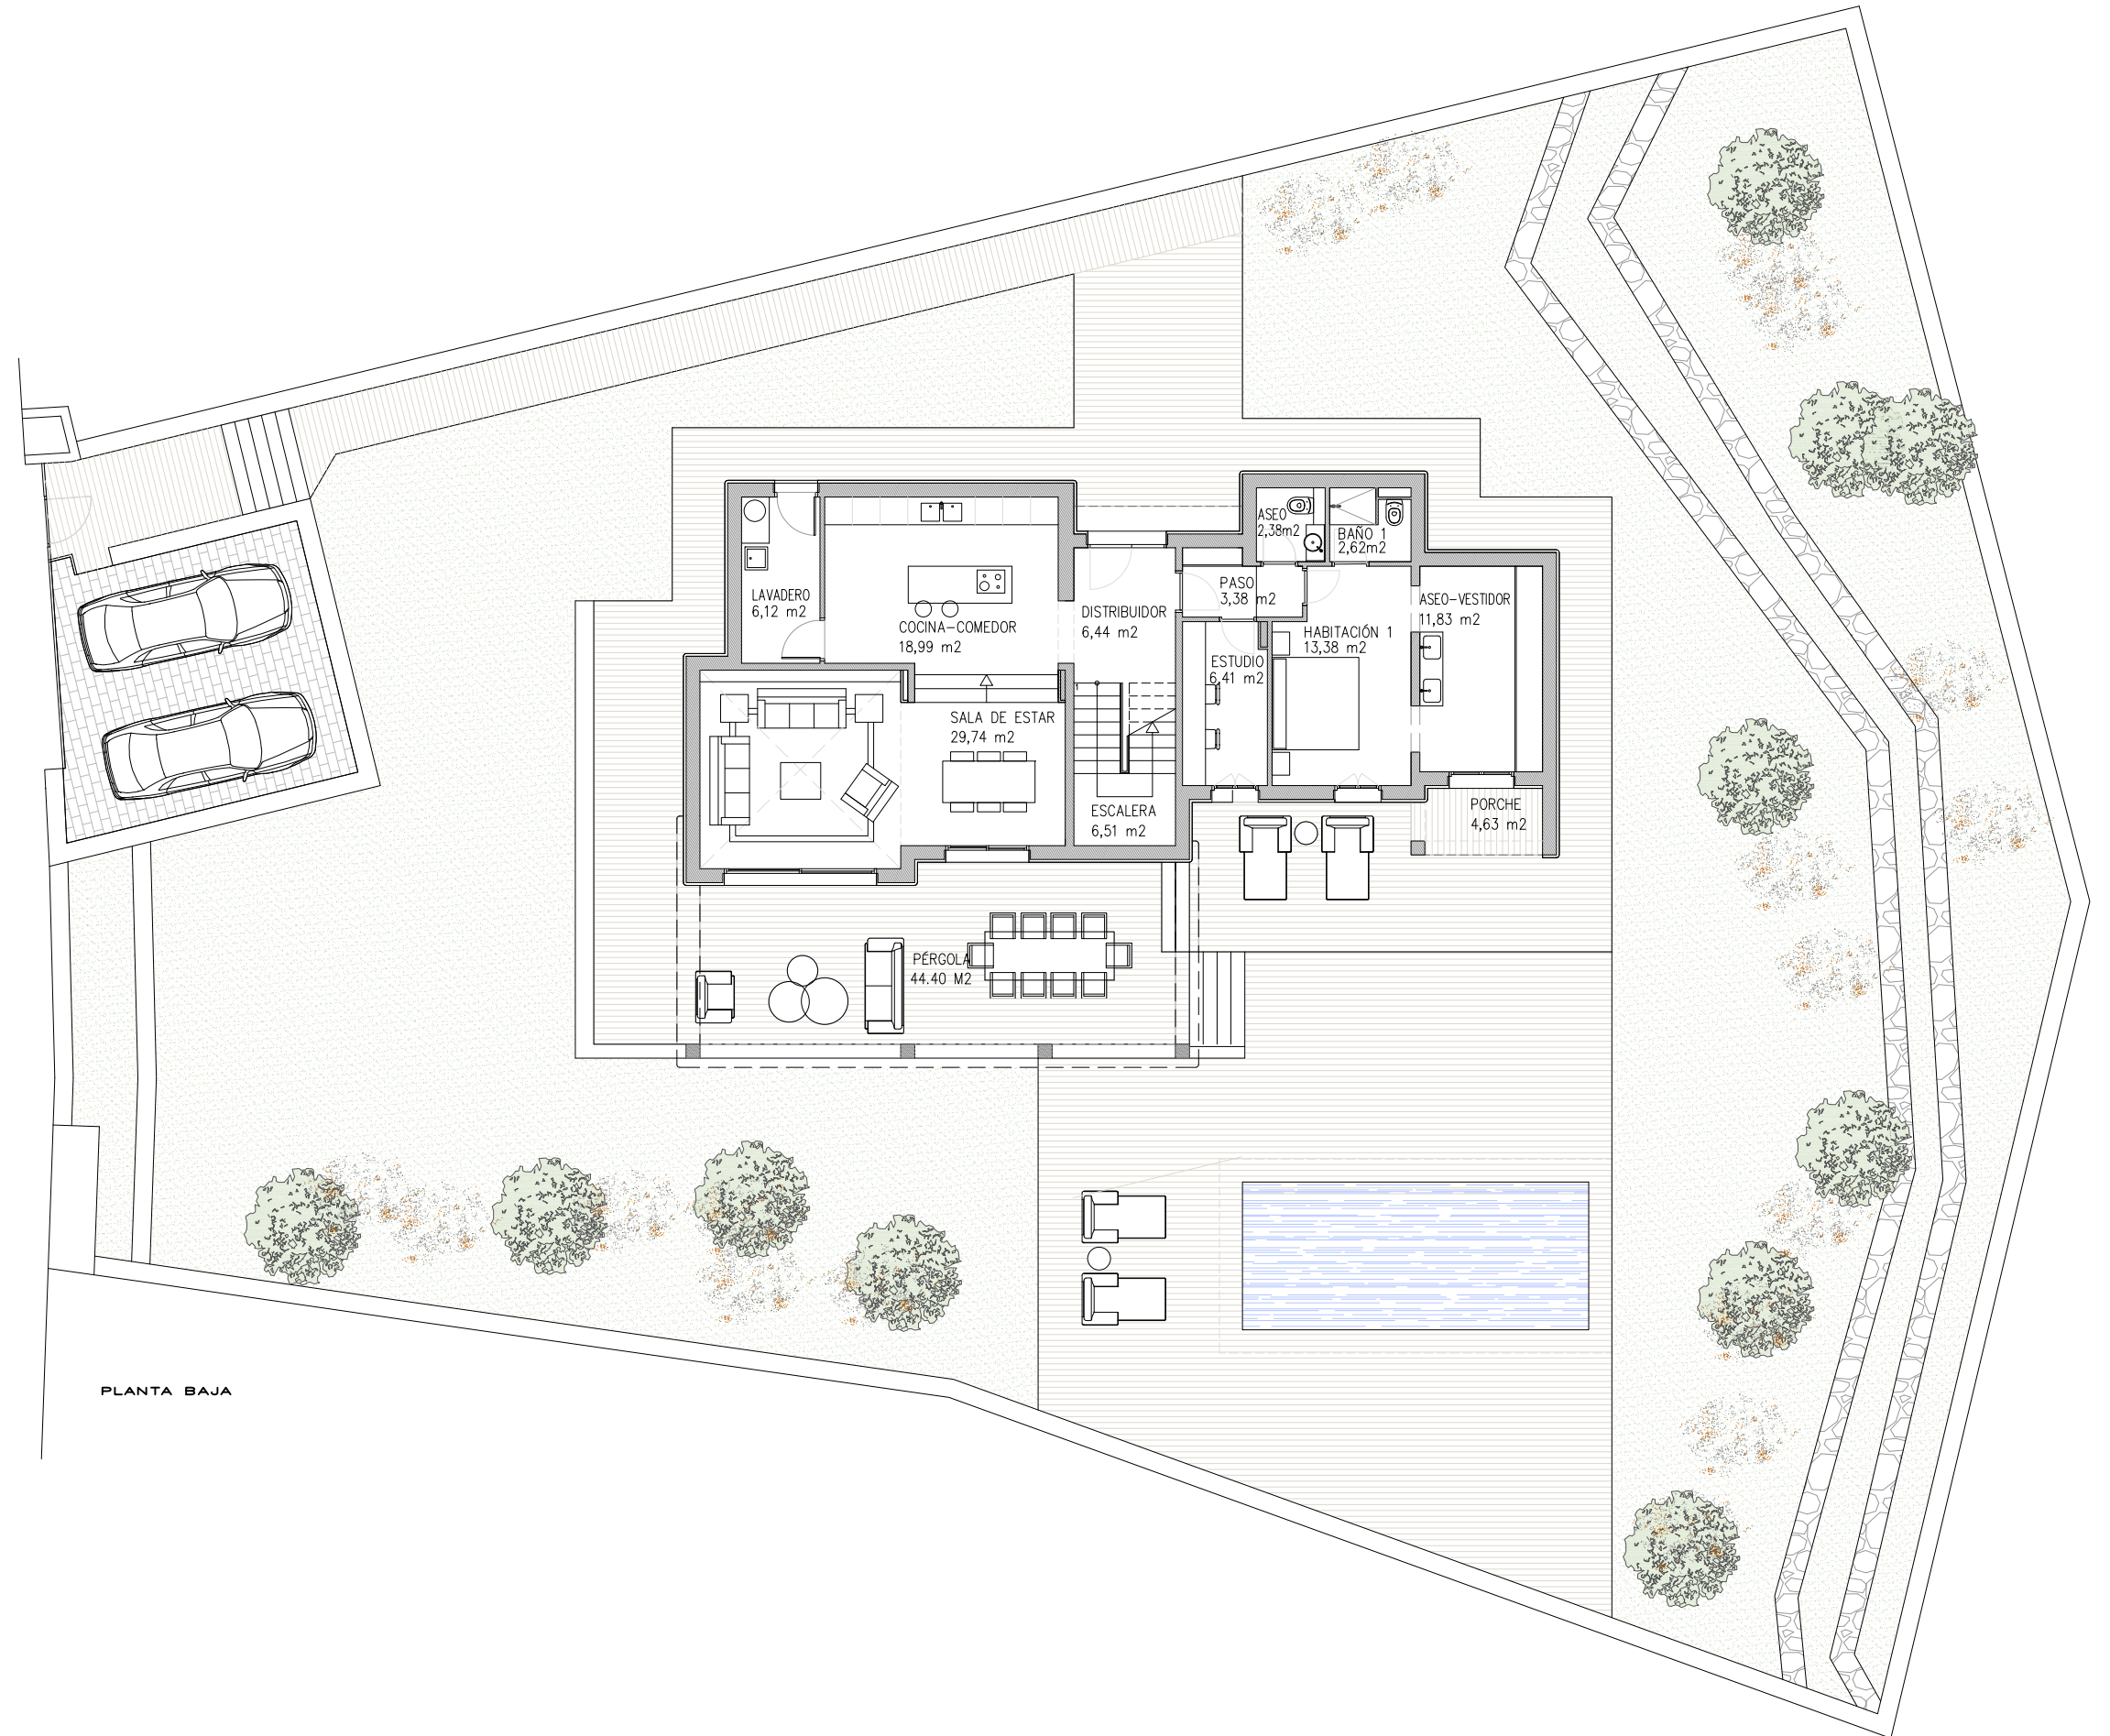 ASEO
2,38m2
BAÑO 1
2,62m2
LAVADERO
6,12 m2
COCINA-COMEDOR
18,99 m2
DISTRIBUIDOR
6,44 m2
PASO
3,38 m2
HABITACIÓN 1
13,38 m2
ASEO-VESTIDOR
11,83 m2
ESTUDIO
6,41 m2
SALA DE ESTAR
29,74 m2
ESCALERA
6,51 m2
PORCHE
4,63 m2
PÉRGOLA
44.40 M2
PLANTA BAJA